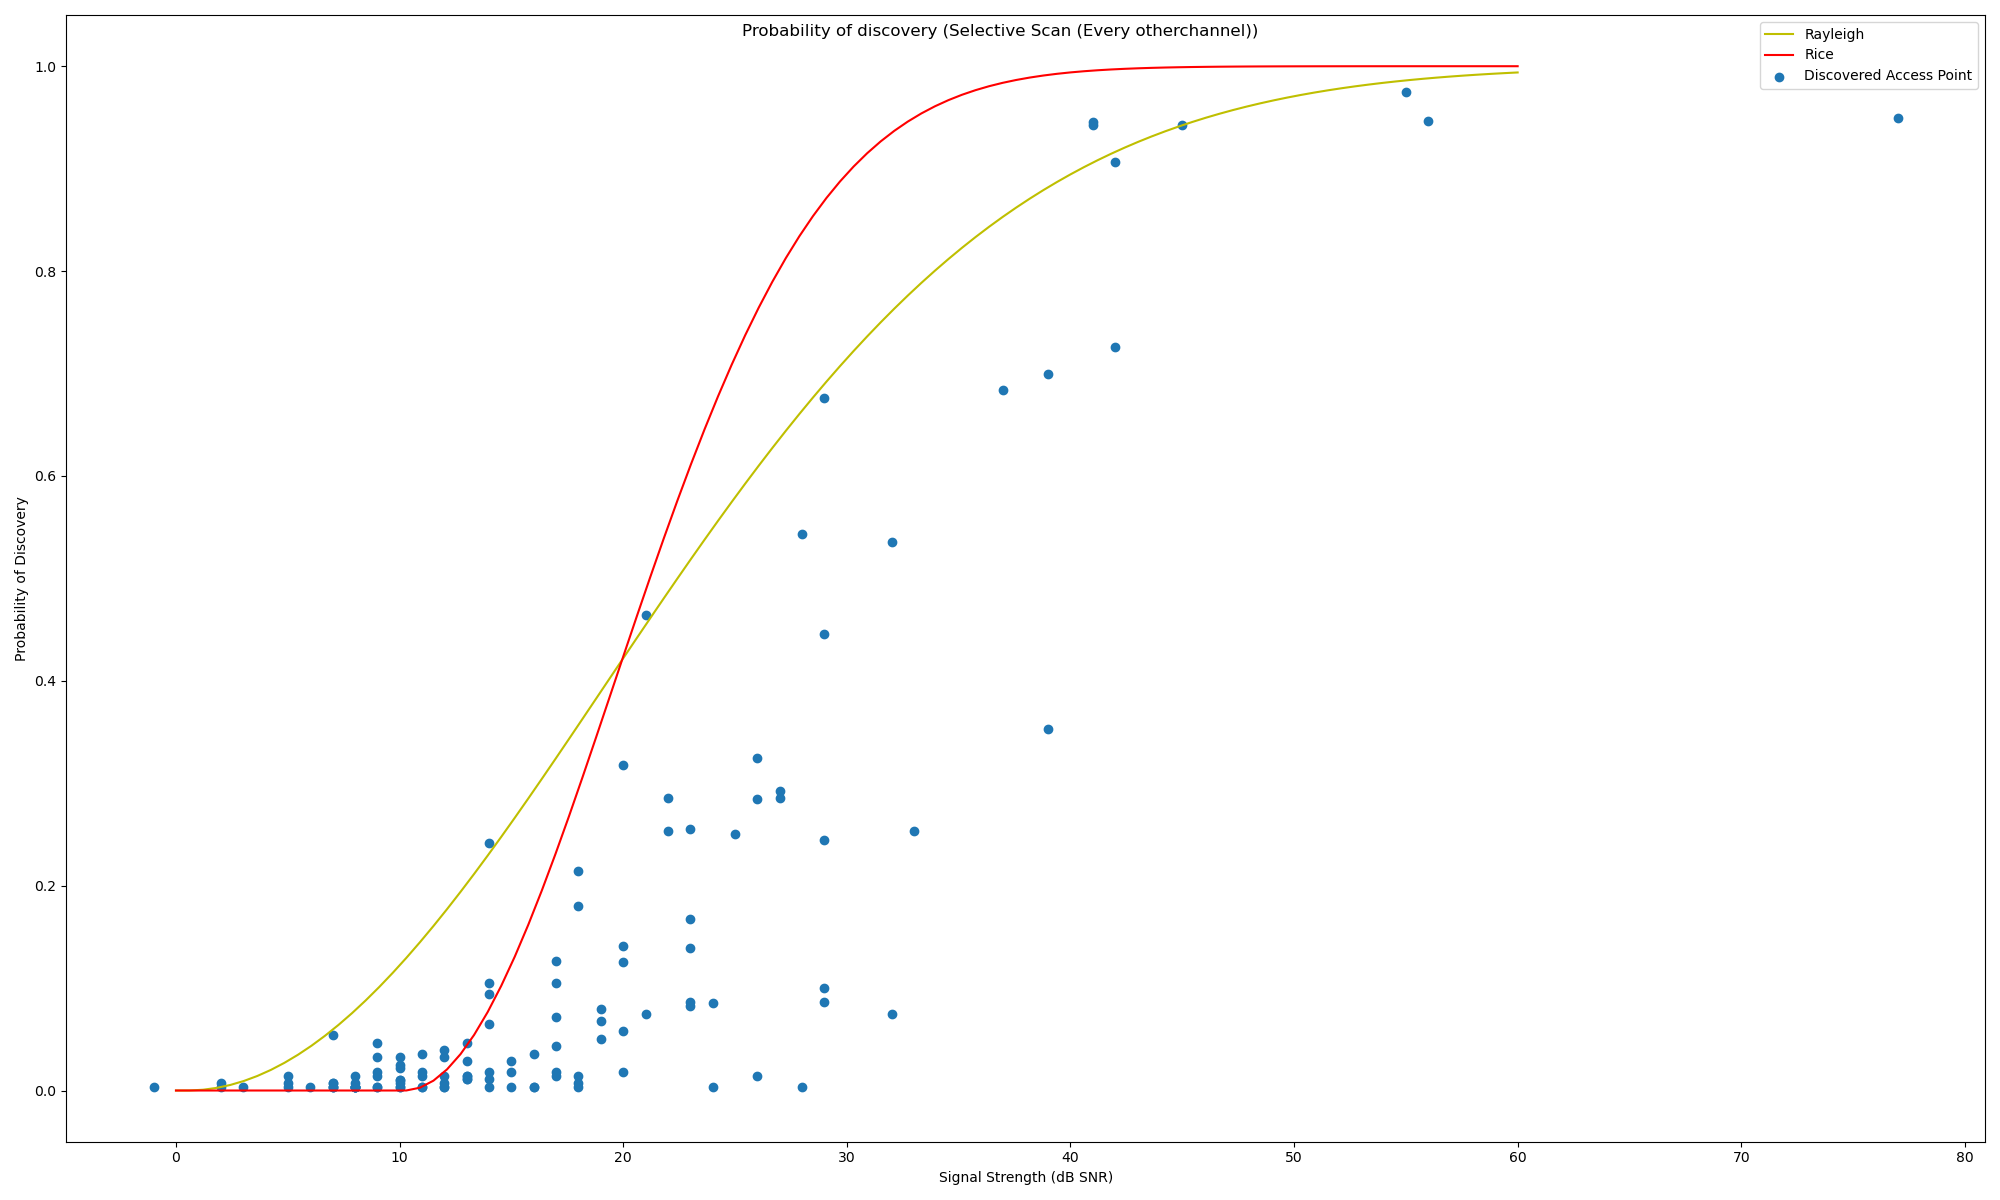 Probability of discovery (Selective Scan (Every otherchannel))
Rayleigh
Rice
Discovered Access Point
1.0
0.8
0.6
0.4
0.2
0.0
Probability of Discovery
0 10 20 30 40 50 60 70 80
Signal Strength (dB SNR)